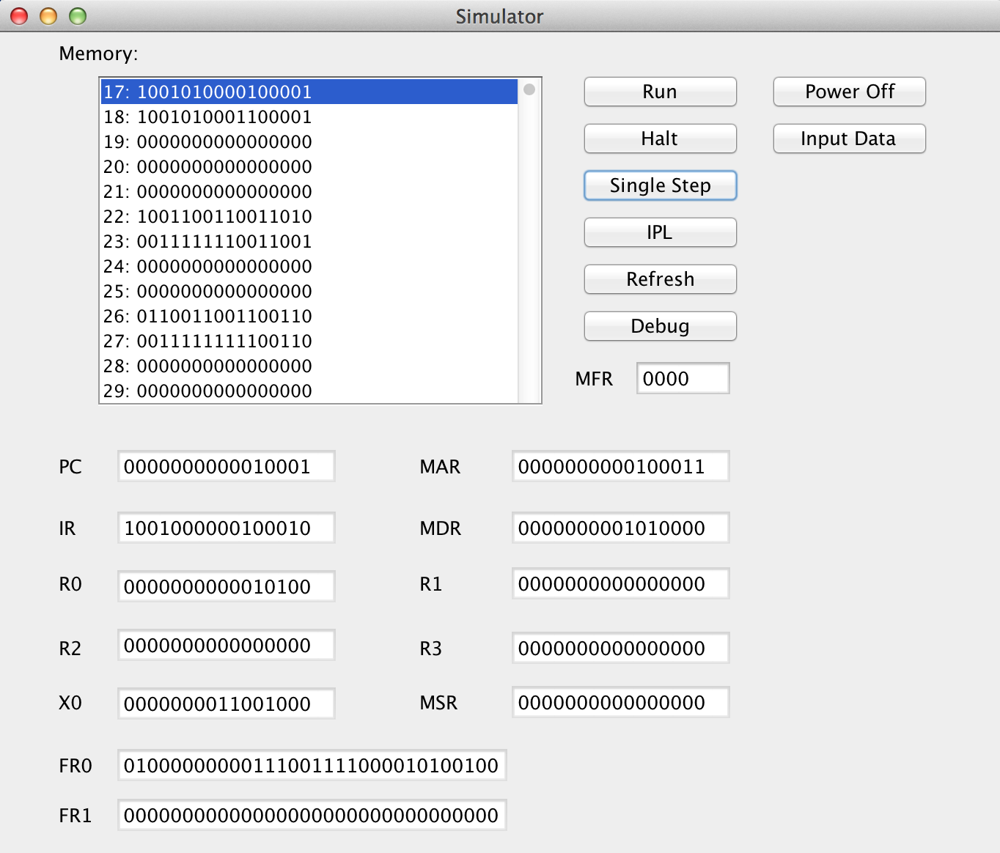 Simulator
Memory:
17: 1001010000100001
18: 1001010001100001
19: 0000000000000000
20: 0000000000000000
21: 0000000000000000
22: 1001100110011010
23: 0011111110011001
24: 0000000000000000
25: 0000000000000000
26: 0110011001100110
27: 0011111111100110
28: 0000000000000000
29: 0000000000000000
Run Power Off
Halt Input Data
Single Step
IPL
Refresh
Debug
MFR 0000
PC 0000000000010001 MAR 0000000000100011
IR 1001000000100010 MDR 0000000001010000
R0 0000000000010100 R1 0000000000000000
R2 0000000000000000 R3 0000000000000000
X0 0000000011001000 MSR 0000000000000000
FR0 01000000000111001111000010100100
FR1 00000000000000000000000000000000